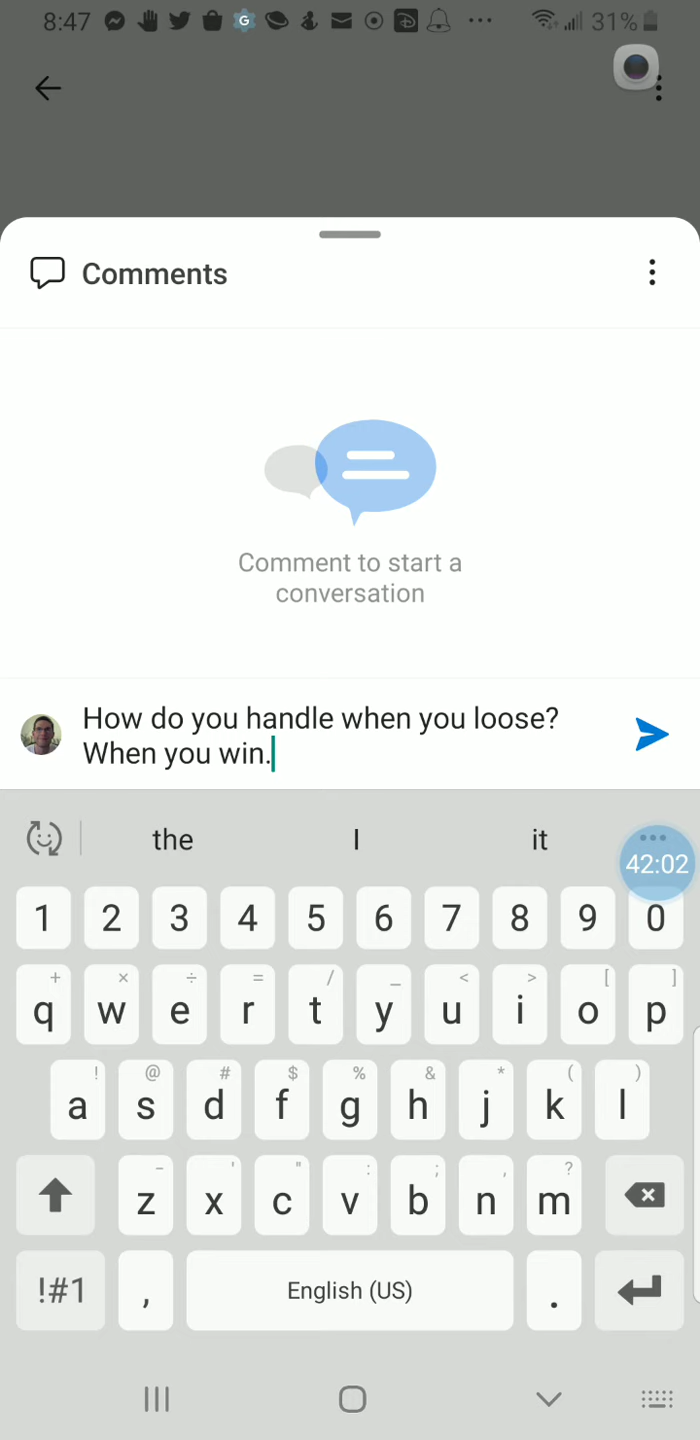 8:47 G 31%
Comments
Comment to start a
conversation
How do you handle when you loose?
When you win.
the I it
42:02
1 2 3 4 5 6 7 8 9 0
+ × ÷ = / _ < > [ ]
q w e r t y u i o p
! @ # $ % & * ( )
a s d f g h j k l
- ' " : ; , ?
z x c v b n m
!#1 , English (US) .